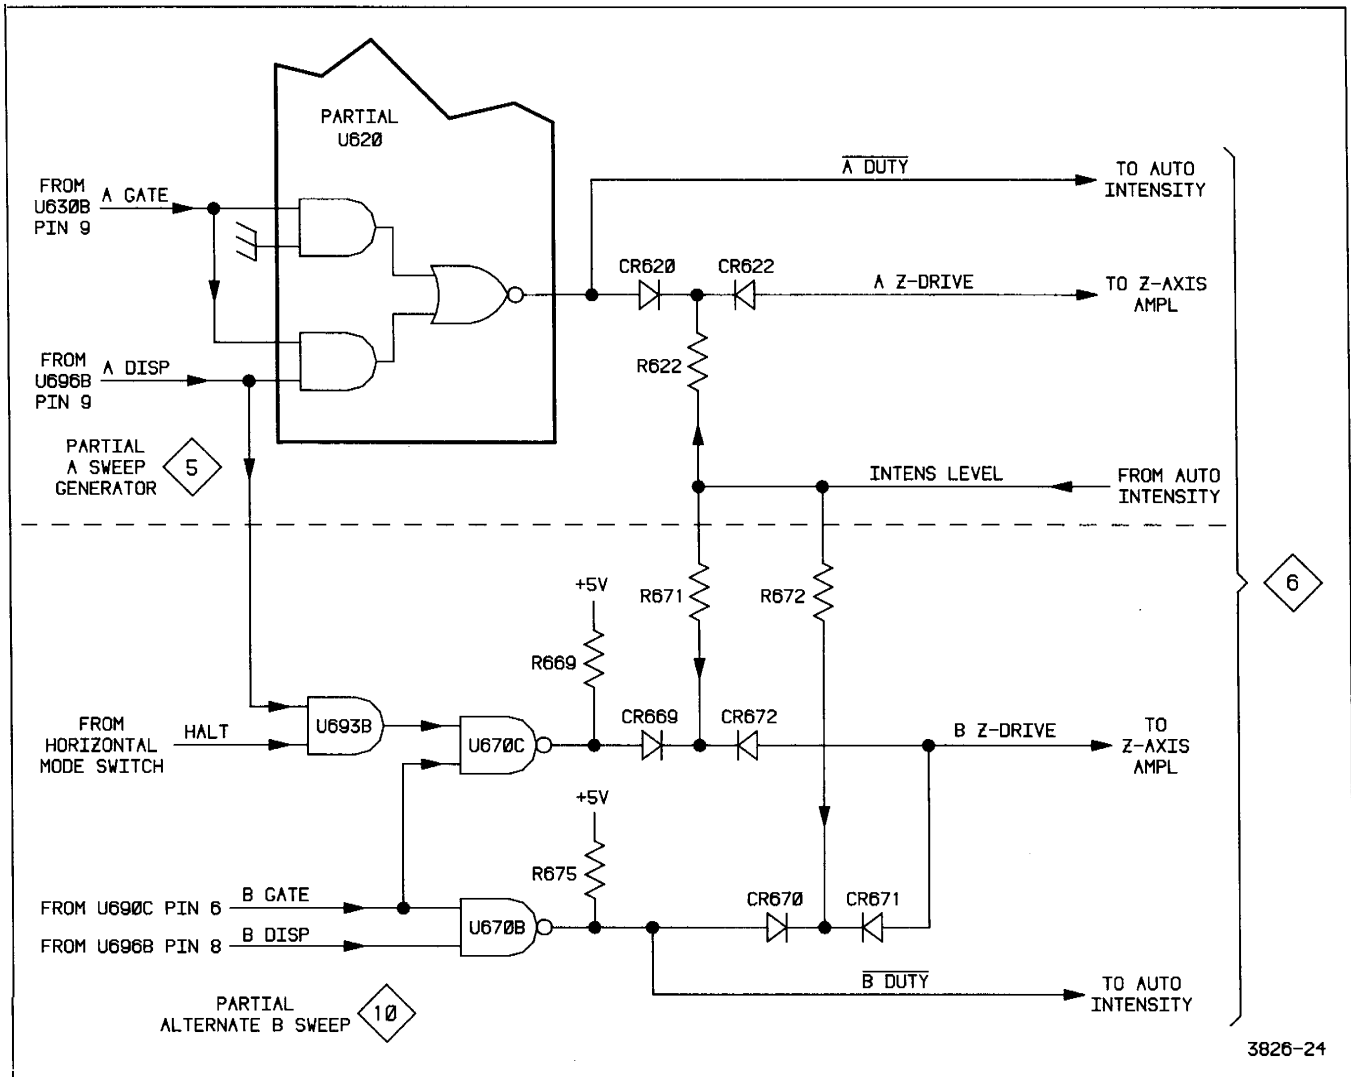 PARTIAL
U620
FROM
U630B
PIN 9
A GATE
A DUTY
TO AUTO
INTENSITY
CR620
CR622
A Z-DRIVE
TO Z-AXIS
AMPL
FROM
U696B
PIN 9
A DISP
R622
PARTIAL
A SWEEP
GENERATOR
5
INTENS LEVEL
FROM AUTO
INTENSITY
6
+5V
R671
R672
R669
FROM
HORIZONTAL
MODE SWITCH
HALT
U693B
U670C
CR669
CR672
B Z-DRIVE
TO
Z-AXIS
AMPL
+5V
R675
FROM U690C PIN 6
B GATE
FROM U696B PIN 8
B DISP
U670B
CR670
CR671
B DUTY
TO AUTO
INTENSITY
PARTIAL
ALTERNATE B SWEEP
10
3826-24